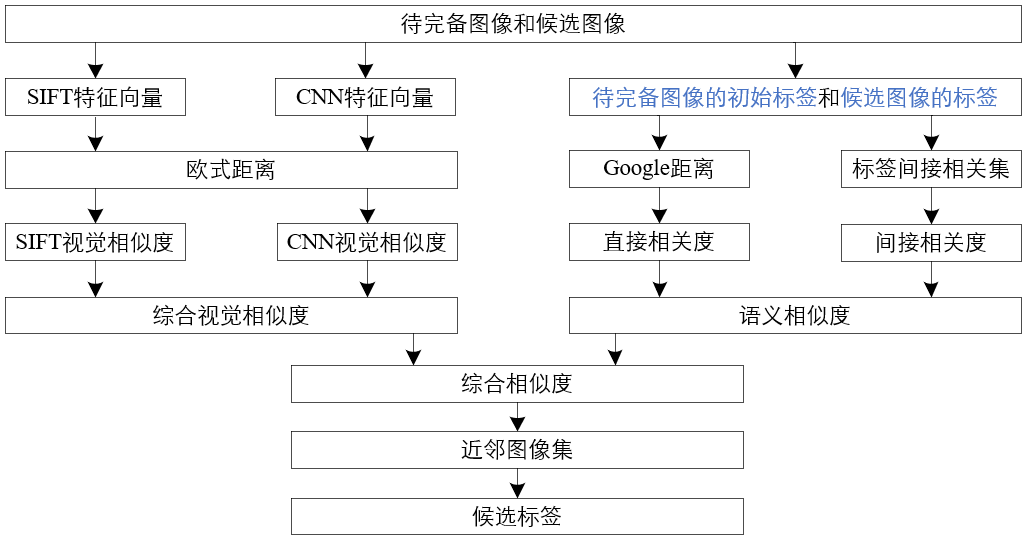 待完备图像和候选图像
SIFT特征向量
CNN特征向量
待完备图像的初始标签和候选图像的标签
欧式距离
Google距离
标签间接相关集
SIFT视觉相似度
CNN视觉相似度
直接相关度
间接相关度
综合视觉相似度
语义相似度
综合相似度
近邻图像集
候选标签